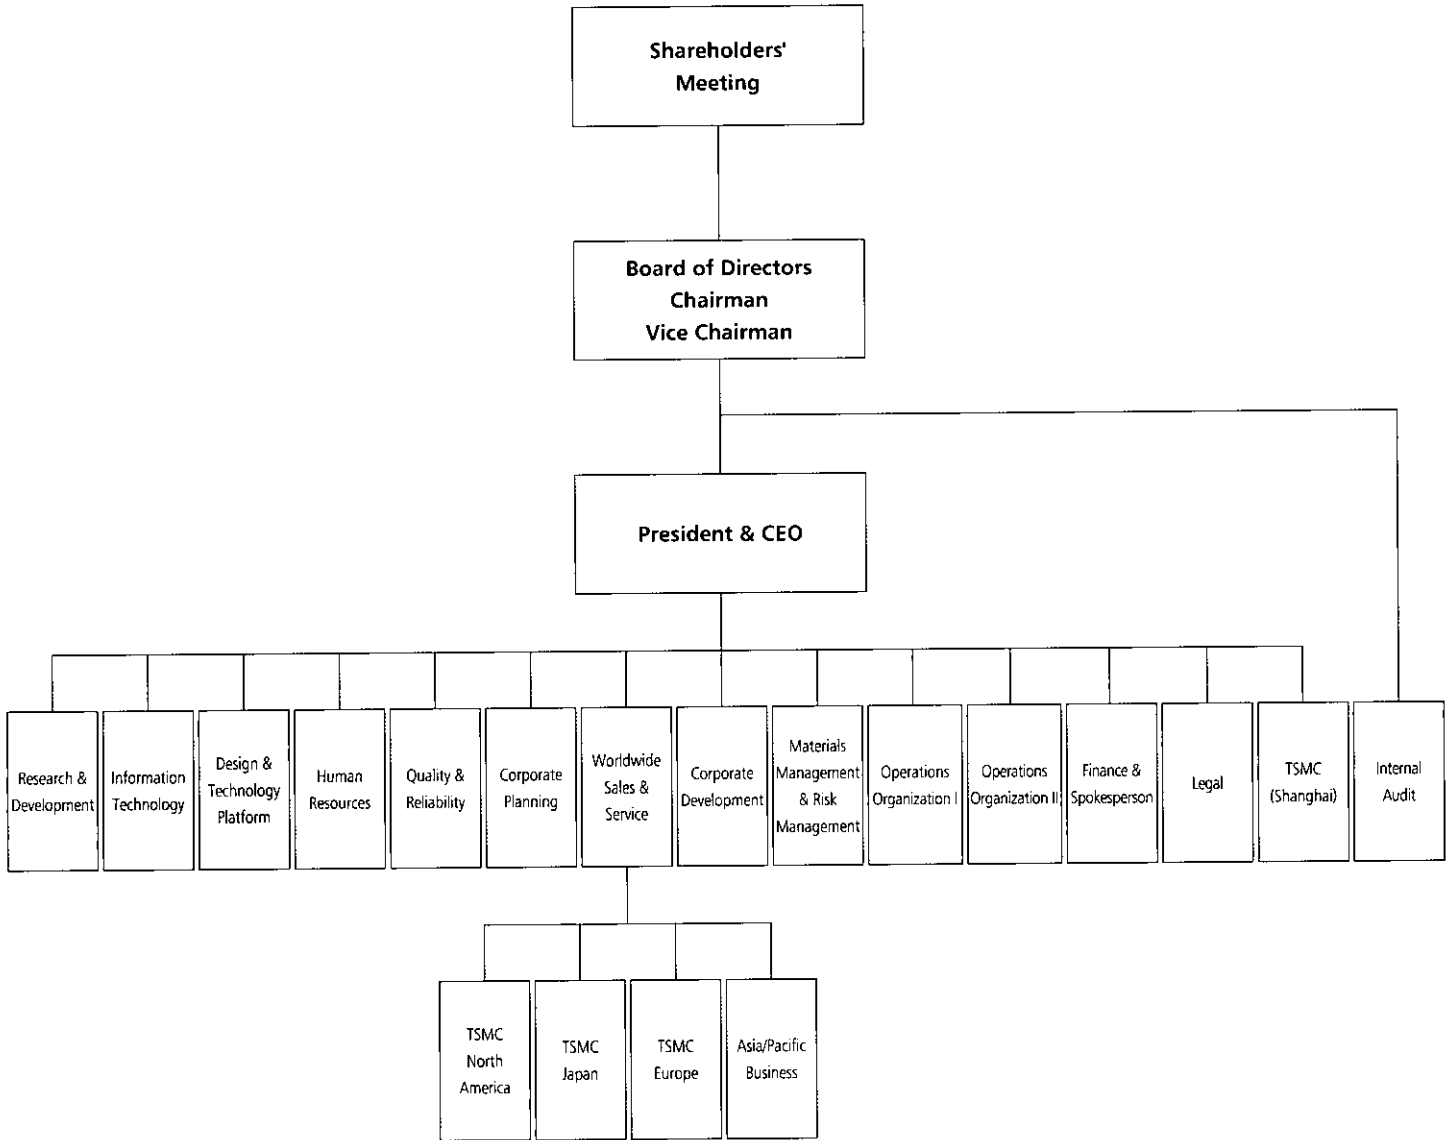 Shareholders'
Meeting
Board of Directors
Chairman
Vice Chairman
President & CEO
Research &
Development
Information
Technology
Design &
Technology
Platform
Human
Resources
Quality &
Reliability
Corporate
Planning
Worldwide
Sales &
Service
Corporate
Development
Materials
Management
& Risk
Management
Operations
Organization I
Operations
Organization II
Finance &
Spokesperson
Legal
TSMC
(Shanghai)
Internal
Audit
TSMC
North
America
TSMC
Japan
TSMC
Europe
Asia/Pacific
Business